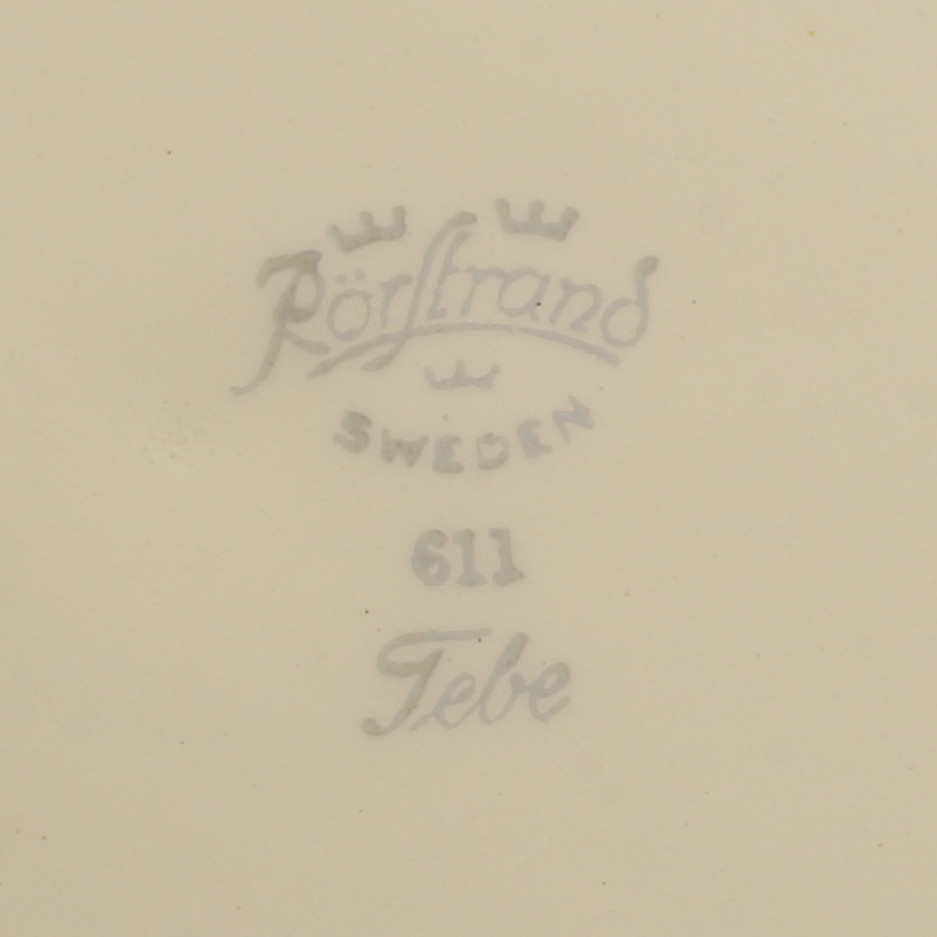 Rörstrand
SWEDEN
611
Tebe